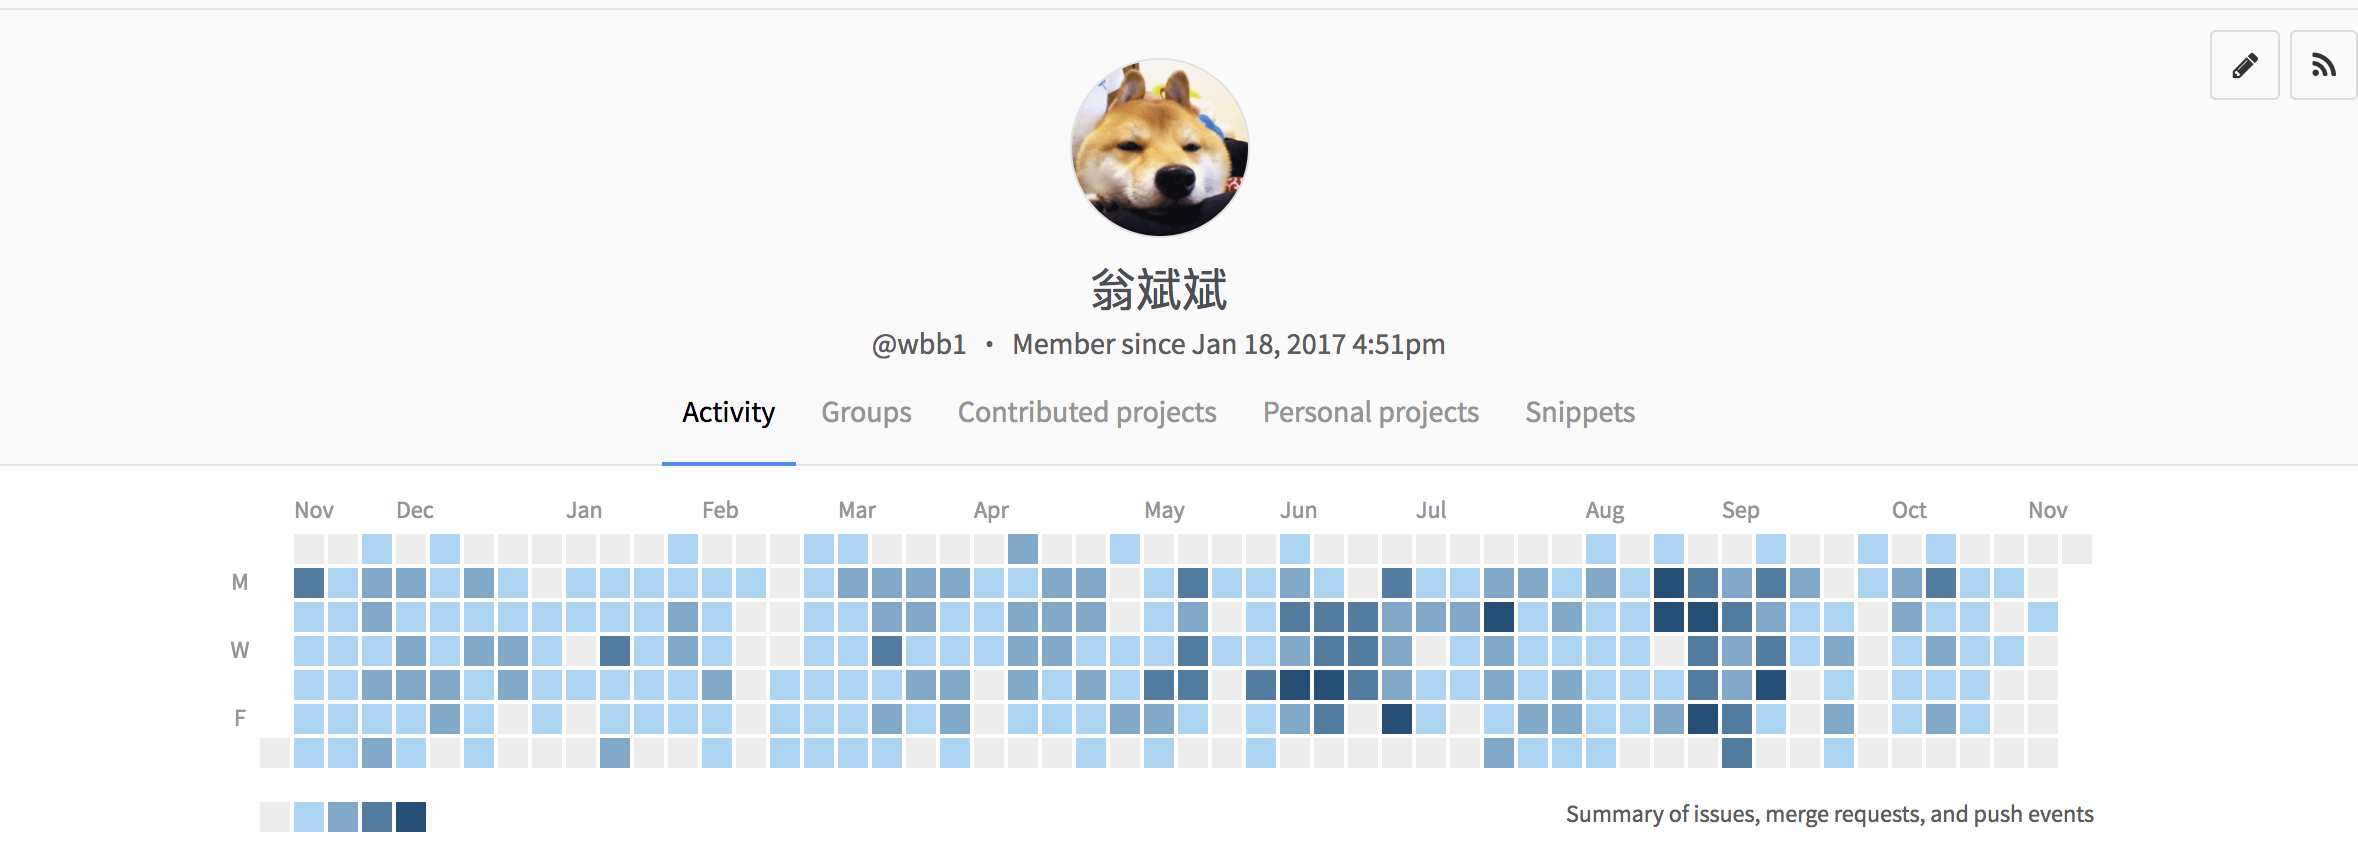 翁斌斌
@wbb1 • Member since Jan 18, 2017 4:51pm
Activity Groups Contributed projects Personal projects Snippets
Nov Dec Jan Feb Mar Apr May Jun Jul Aug Sep Oct Nov
M
W
F
Summary of issues, merge requests, and push events